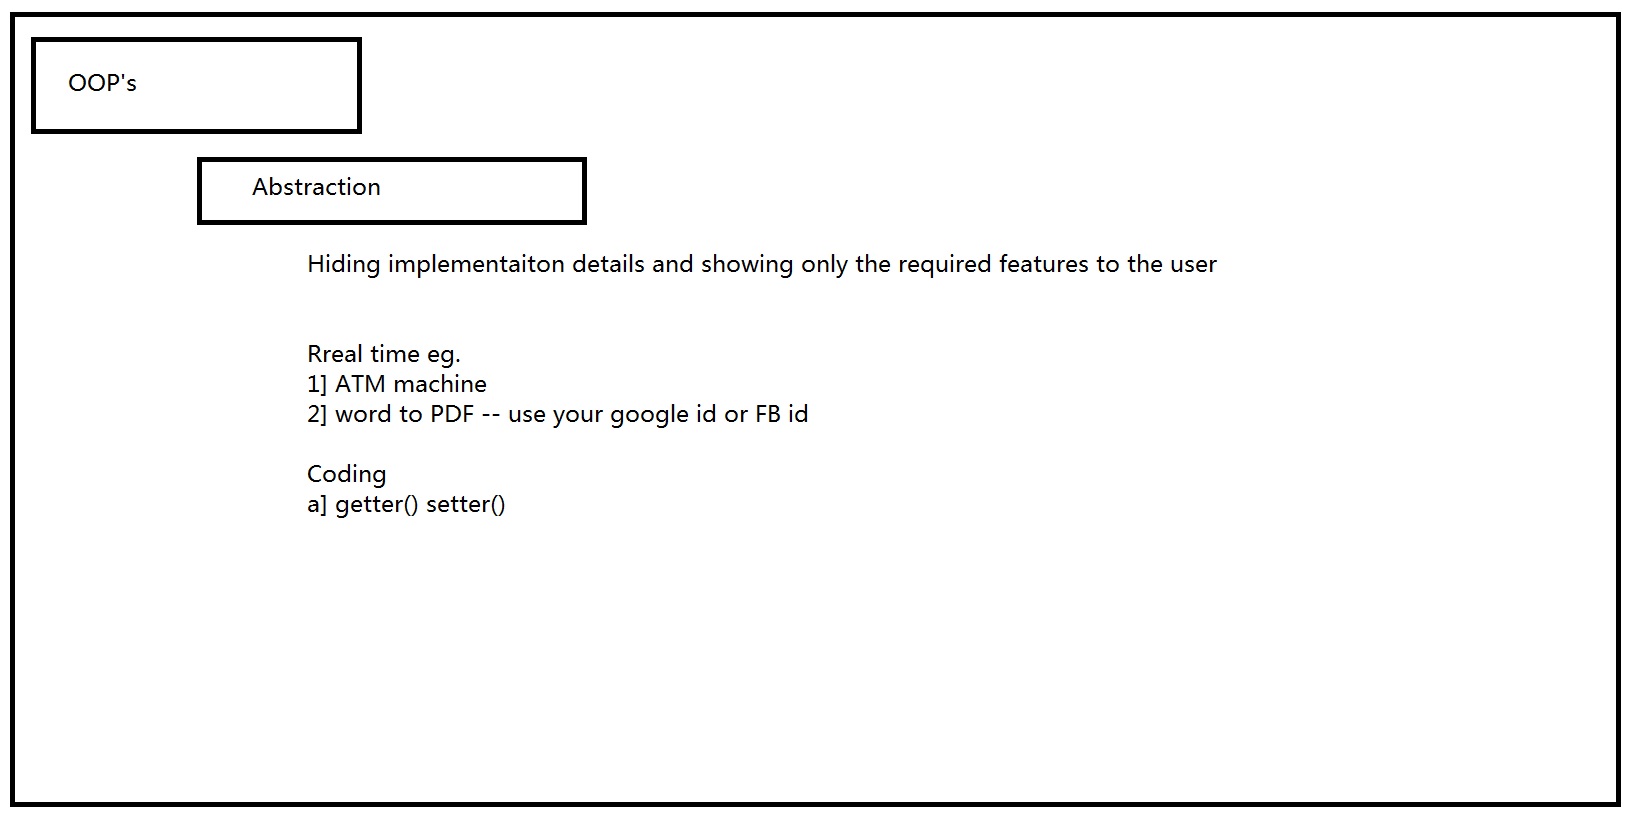 OOP's
Abstraction
Hiding implementaiton details and showing only the required features to the user
Rreal time eg.
1] ATM machine
2] word to PDF -- use your google id or FB id
Coding
a] getter() setter()